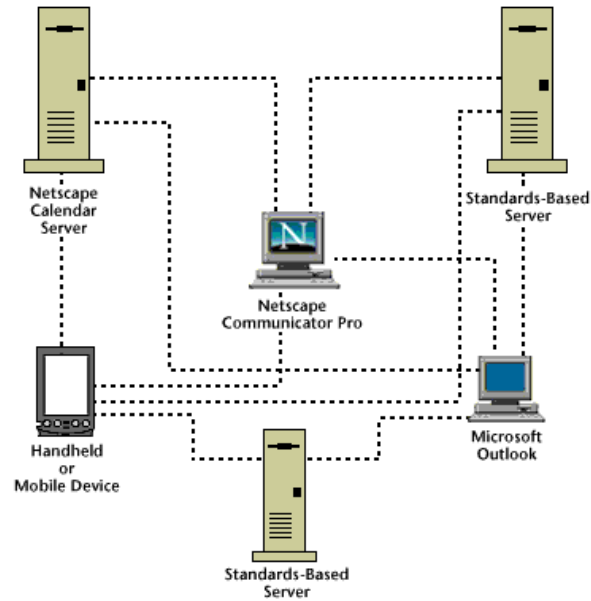 Netscape
Calendar
Server
Standards-Based
Server
N
Netscape
Communicator Pro
Handheld
or
Mobile Device
Microsoft
Outlook
Standards-Based
Server